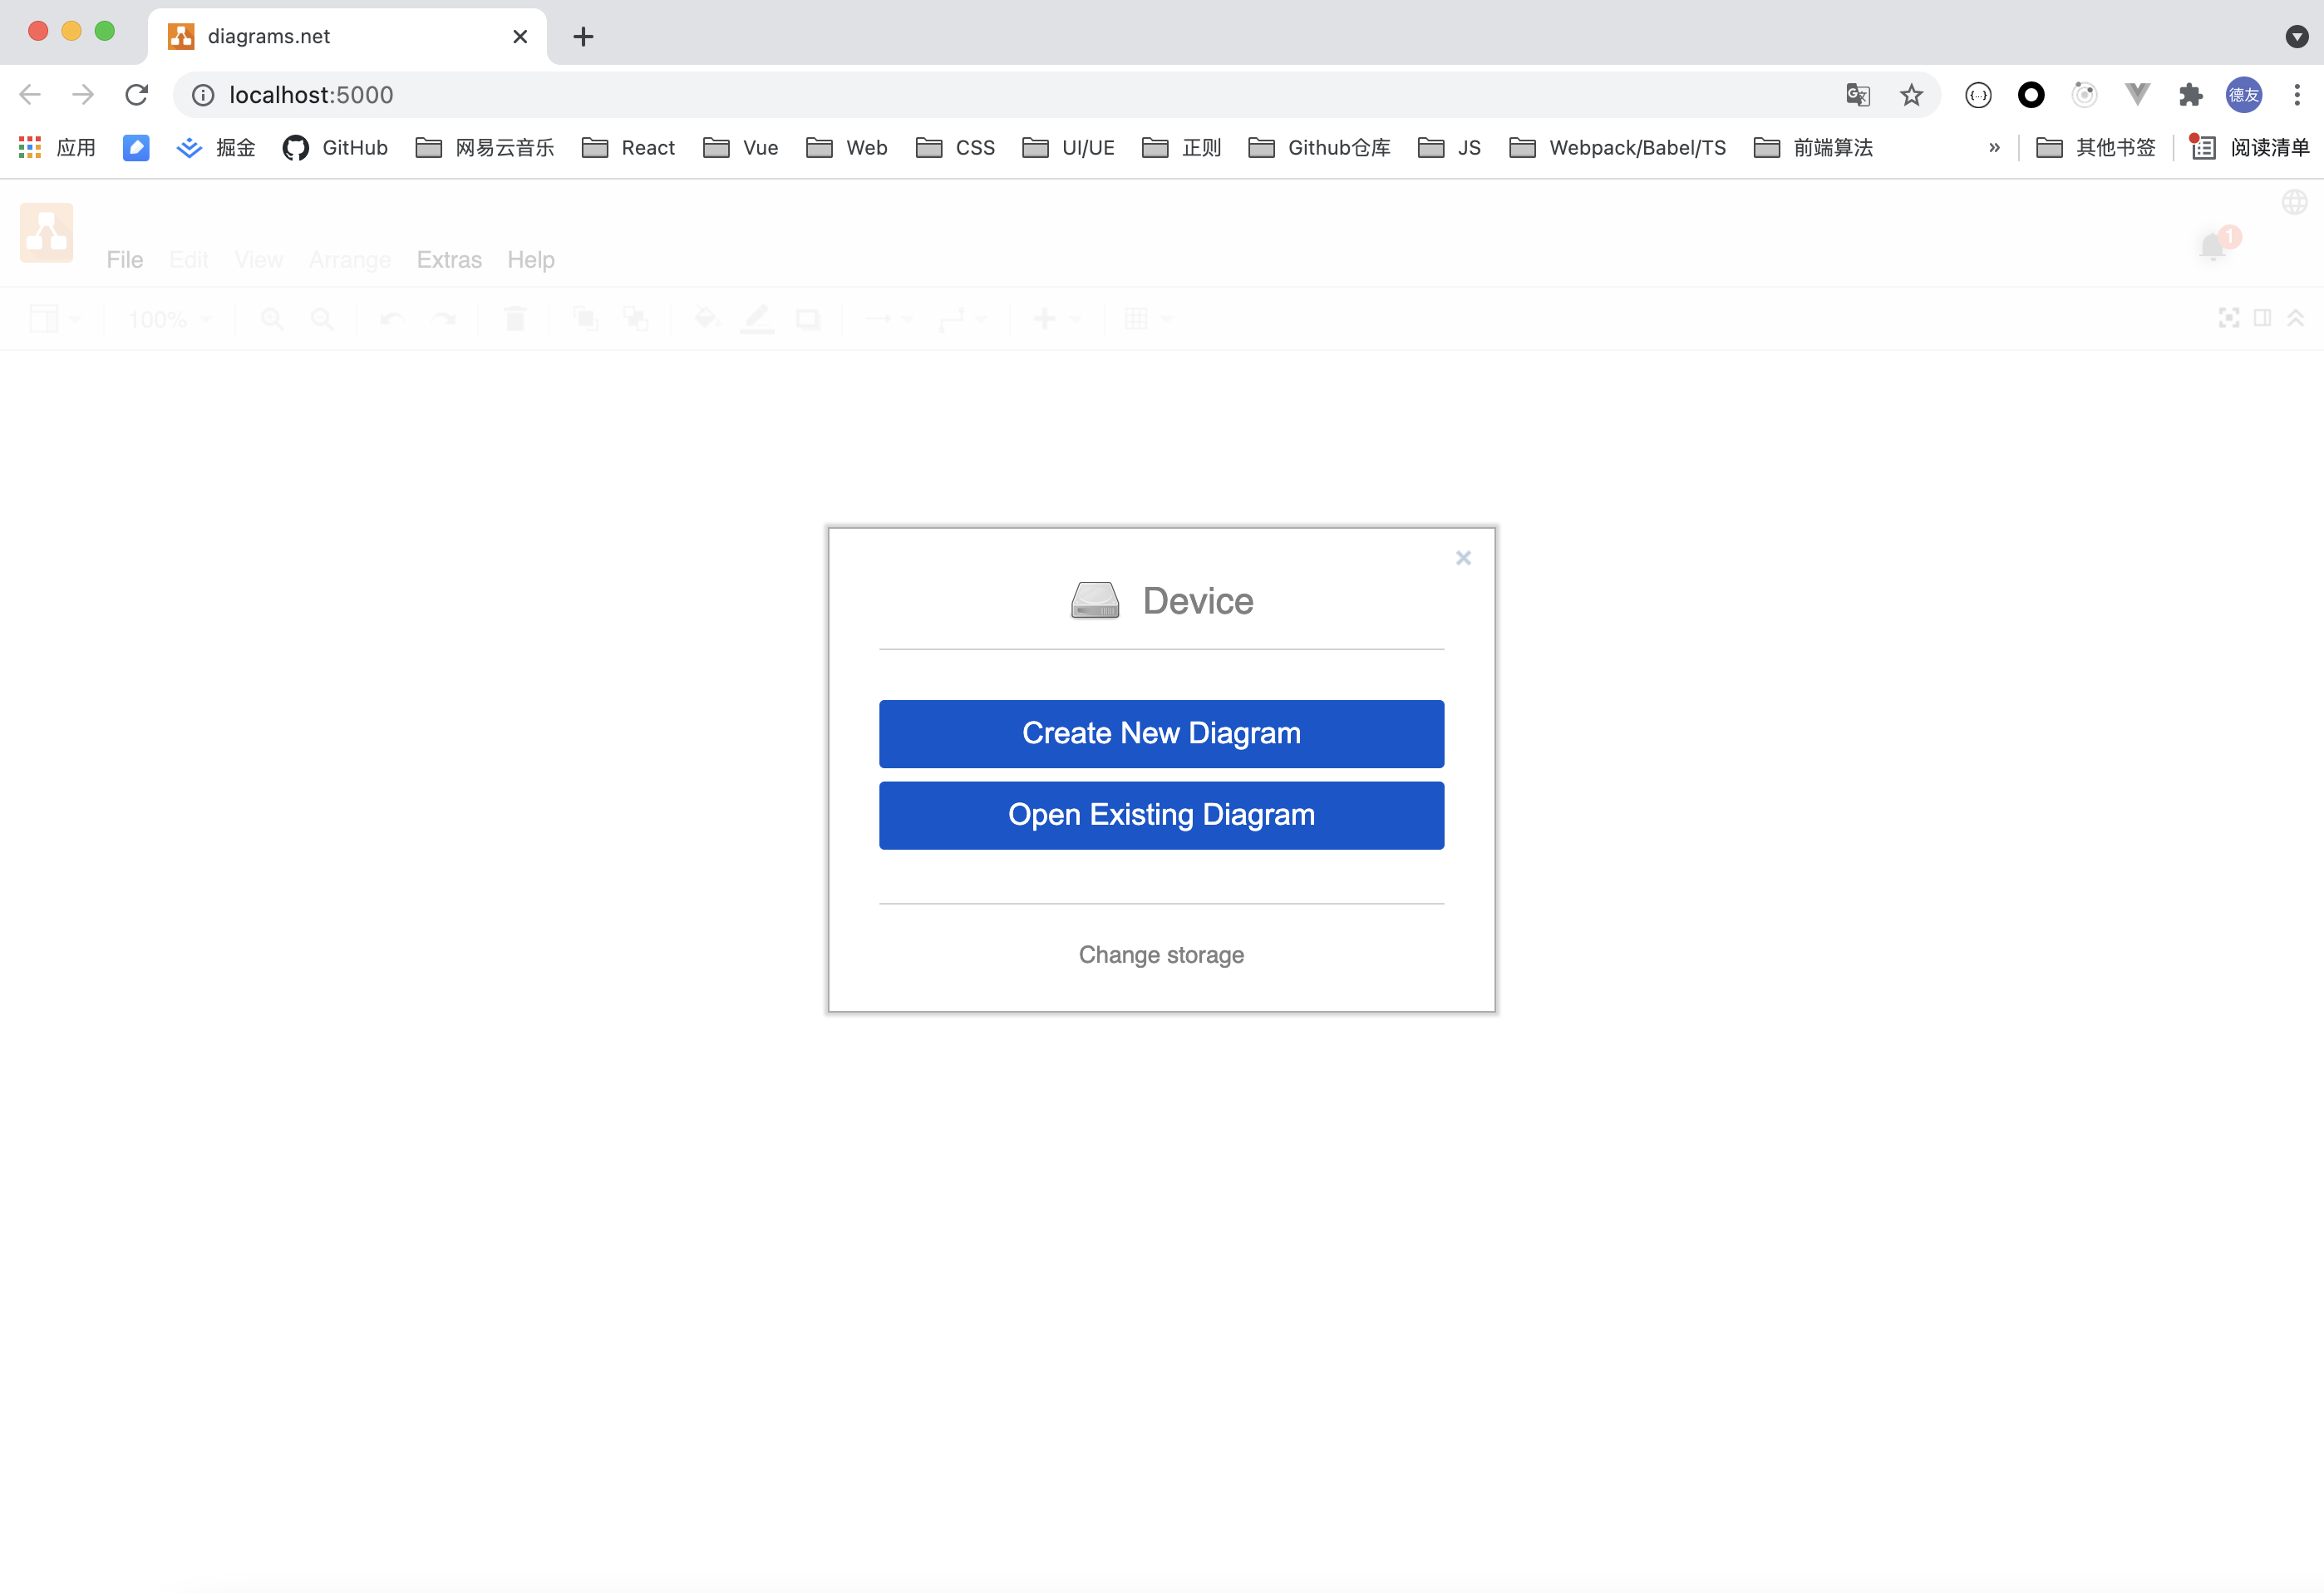 diagrams.net
localhost:5000
德友
应用
掘金
GitHub
网易云音乐
React
Vue
Web
CSS
UI/UE
正则
Github仓库
JS
Webpack/Babel/TS
前端算法
»
其他书签
阅读清单
File Edit View Arrange Extras Help
1
100%
Device
Create New Diagram
Open Existing Diagram
Change storage